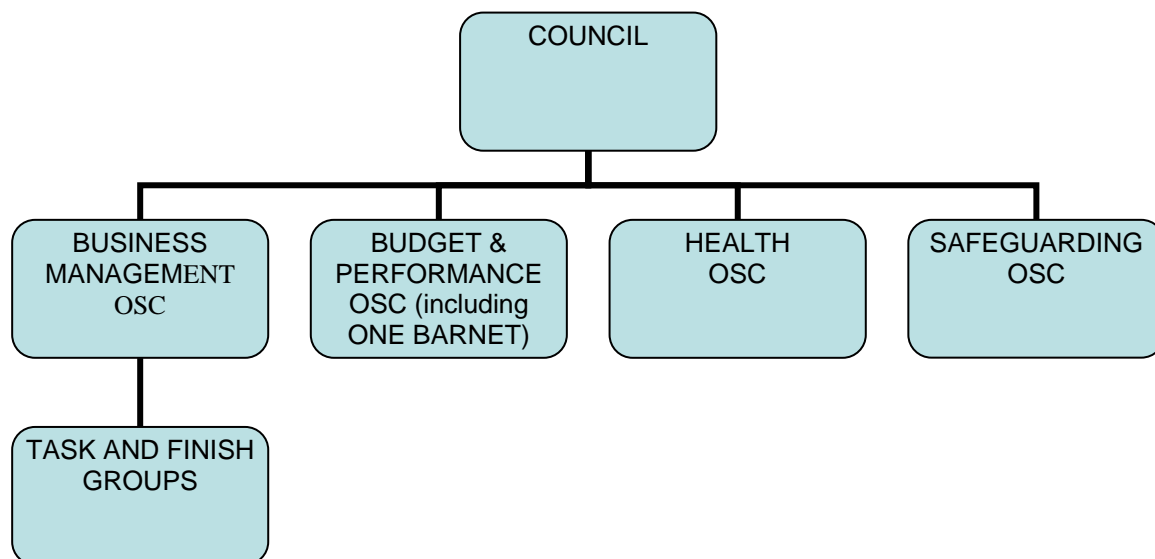 COUNCIL
BUSINESS
MANAGEMENT
OSC
BUDGET &
PERFORMANCE
OSC (including
ONE BARNET)
HEALTH
OSC
SAFEGUARDING
OSC
TASK AND FINISH
GROUPS